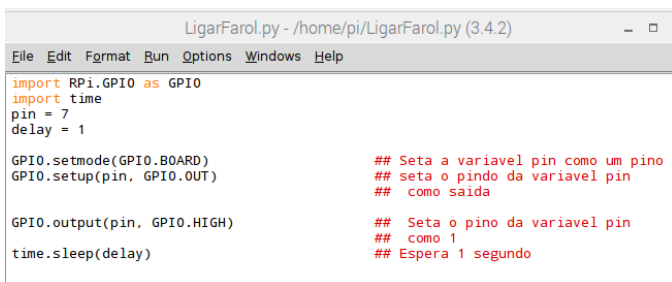 LigarFarol.py - /home/pi/LigarFarol.py (3.4.2)
File Edit Format Run Options Windows Help
import RPi.GPIO as GPIO
import time
pin = 7
delay = 1
GPIO.setmode(GPIO.BOARD) ## Seta a variavel pin como um pino
GPIO.setup(pin, GPIO.OUT) ## seta o pindo da variavel pin
## como saida
GPIO.output(pin, GPIO.HIGH) ## Seta o pino da variavel pin
## como 1
time.sleep(delay) ## Espera 1 segundo